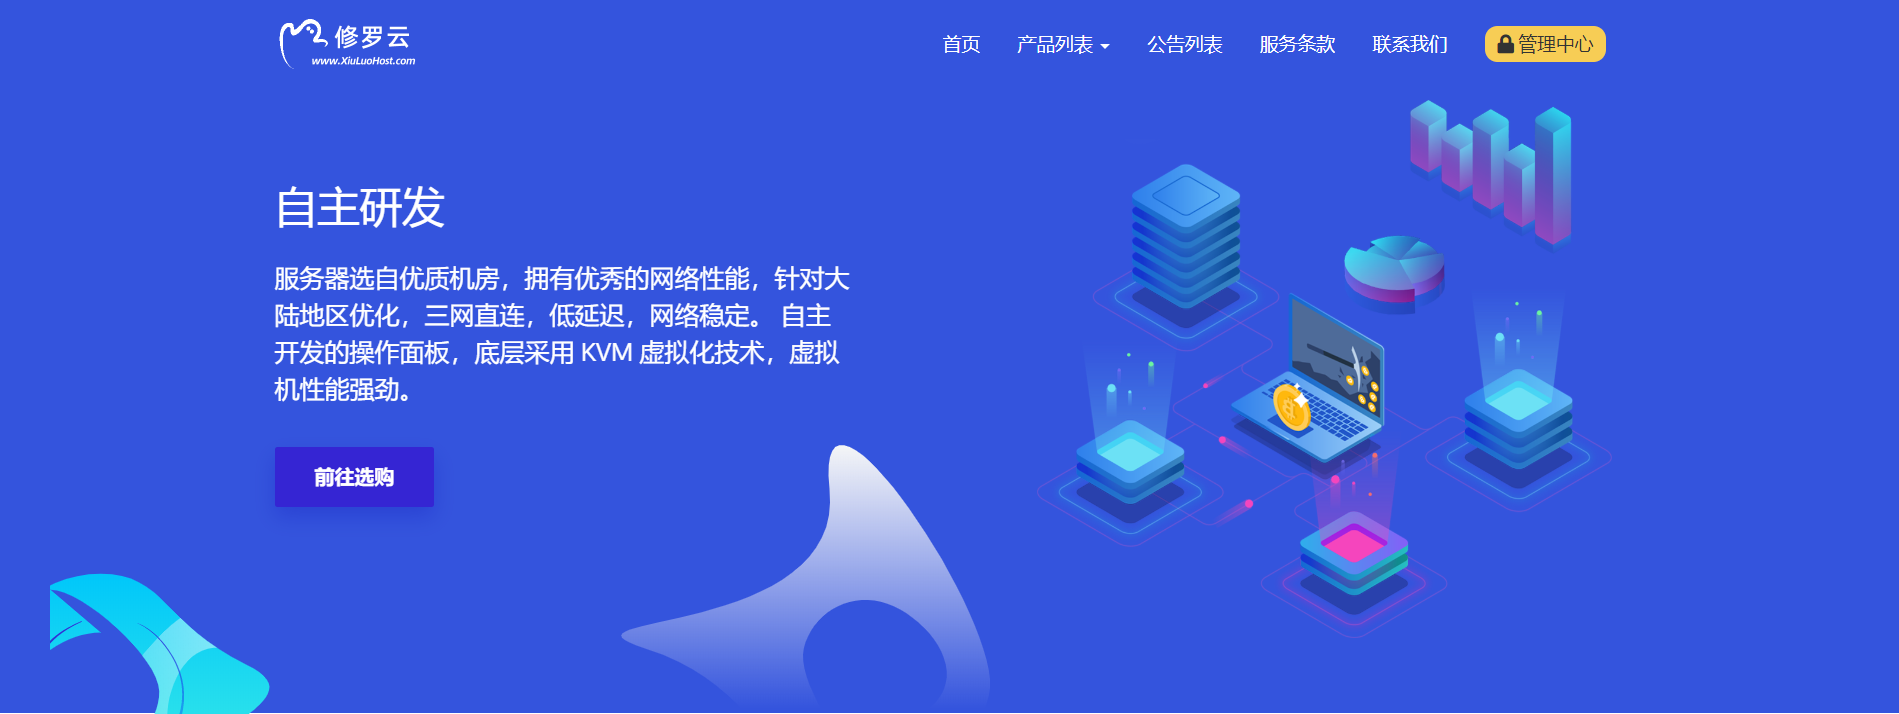 修罗云
www.XiuLuoHost.com
首页 产品列表 公告列表 服务条款 联系我们 管理中心
自主研发
服务器选自优质机房，拥有优秀的网络性能，针对大
陆地区优化，三网直连，低延迟，网络稳定。 自主
开发的操作面板，底层采用 KVM 虚拟化技术，虚拟
机性能强劲。
前往选购